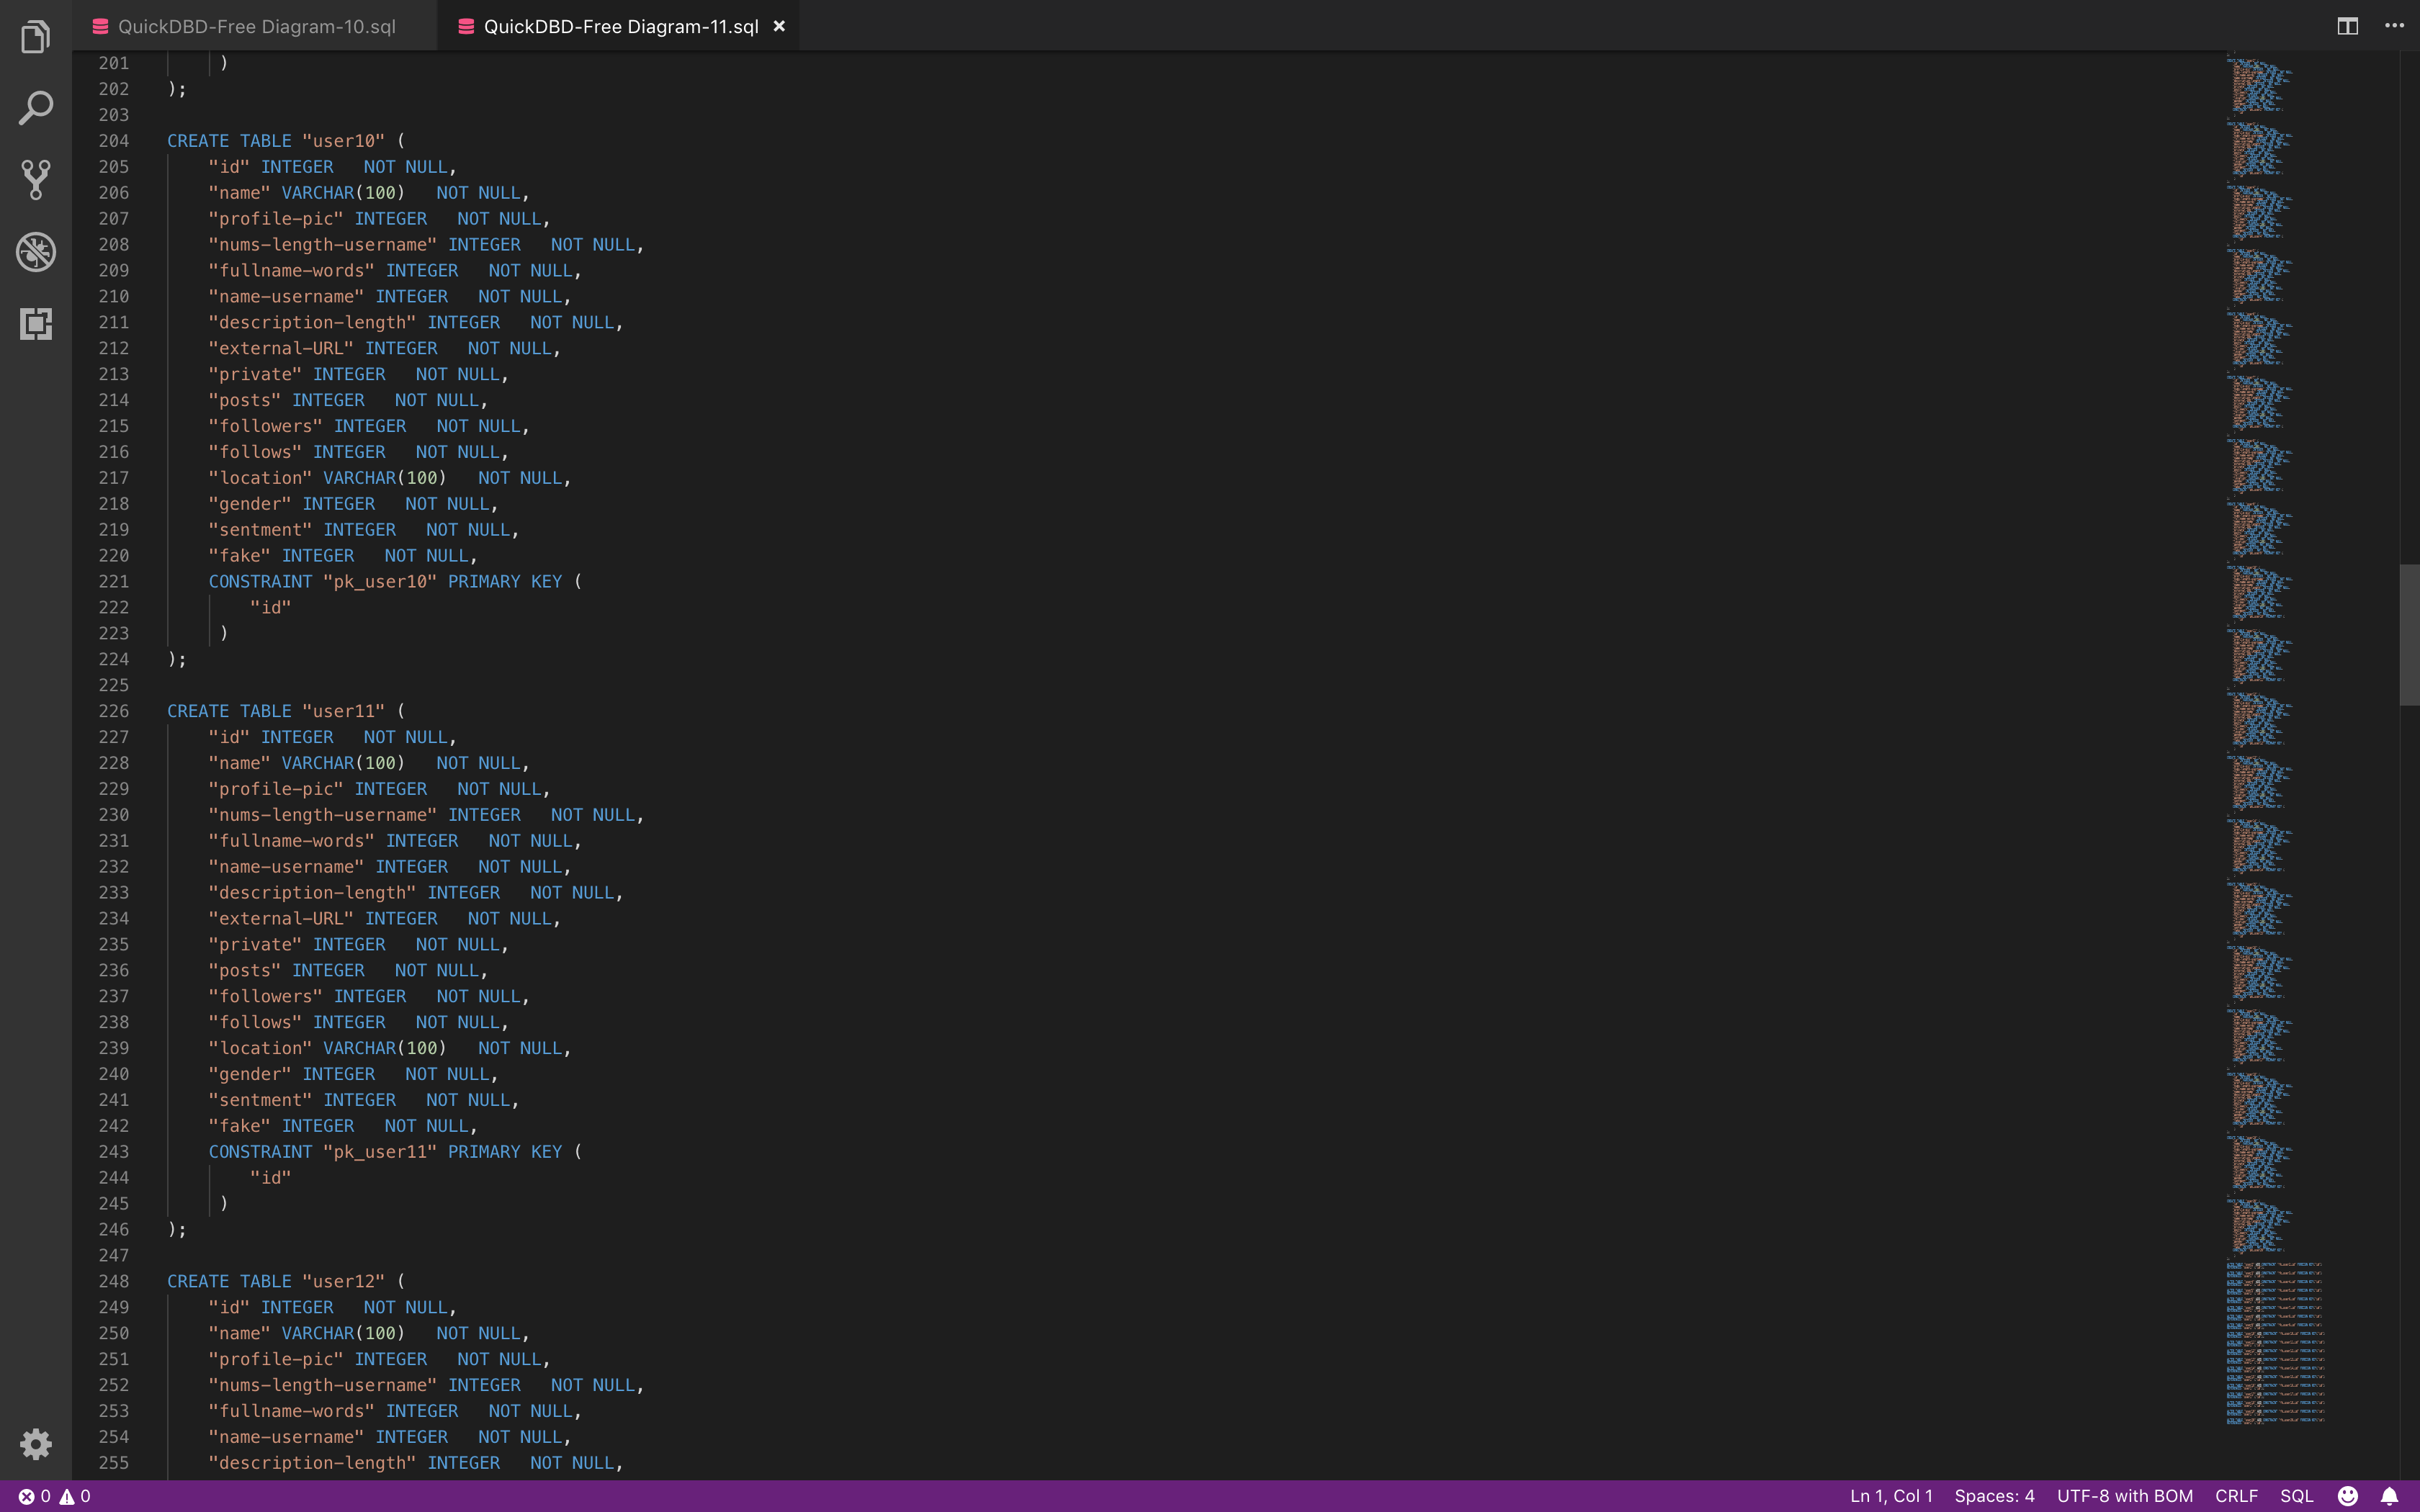 QuickDBD-Free Diagram-10.sql QuickDBD-Free Diagram-11.sql
201 )
202 );
203
204 CREATE TABLE "user10" (
205 "id" INTEGER NOT NULL,
206 "name" VARCHAR(100) NOT NULL,
207 "profile-pic" INTEGER NOT NULL,
208 "nums-length-username" INTEGER NOT NULL,
209 "fullname-words" INTEGER NOT NULL,
210 "name-username" INTEGER NOT NULL,
211 "description-length" INTEGER NOT NULL,
212 "external-URL" INTEGER NOT NULL,
213 "private" INTEGER NOT NULL,
214 "posts" INTEGER NOT NULL,
215 "followers" INTEGER NOT NULL,
216 "follows" INTEGER NOT NULL,
217 "location" VARCHAR(100) NOT NULL,
218 "gender" INTEGER NOT NULL,
219 "sentment" INTEGER NOT NULL,
220 "fake" INTEGER NOT NULL,
221 CONSTRAINT "pk_user10" PRIMARY KEY (
222 "id"
223 )
224 );
225
226 CREATE TABLE "user11" (
227 "id" INTEGER NOT NULL,
228 "name" VARCHAR(100) NOT NULL,
229 "profile-pic" INTEGER NOT NULL,
230 "nums-length-username" INTEGER NOT NULL,
231 "fullname-words" INTEGER NOT NULL,
232 "name-username" INTEGER NOT NULL,
233 "description-length" INTEGER NOT NULL,
234 "external-URL" INTEGER NOT NULL,
235 "private" INTEGER NOT NULL,
236 "posts" INTEGER NOT NULL,
237 "followers" INTEGER NOT NULL,
238 "follows" INTEGER NOT NULL,
239 "location" VARCHAR(100) NOT NULL,
240 "gender" INTEGER NOT NULL,
241 "sentment" INTEGER NOT NULL,
242 "fake" INTEGER NOT NULL,
243 CONSTRAINT "pk_user11" PRIMARY KEY (
244 "id"
245 )
246 );
247
248 CREATE TABLE "user12" (
249 "id" INTEGER NOT NULL,
250 "name" VARCHAR(100) NOT NULL,
251 "profile-pic" INTEGER NOT NULL,
252 "nums-length-username" INTEGER NOT NULL,
253 "fullname-words" INTEGER NOT NULL,
254 "name-username" INTEGER NOT NULL,
255 "description-length" INTEGER NOT NULL,
0 0 Ln 1, Col 1 Spaces: 4 UTF-8 with BOM CRLF SQL